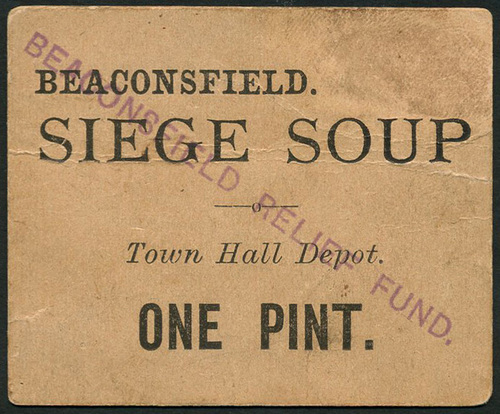 BEACONSFIELD.
SIEGE SOUP
Town Hall Depot.
ONE PINT.
BEACONSFIELD RELIEF FUND.